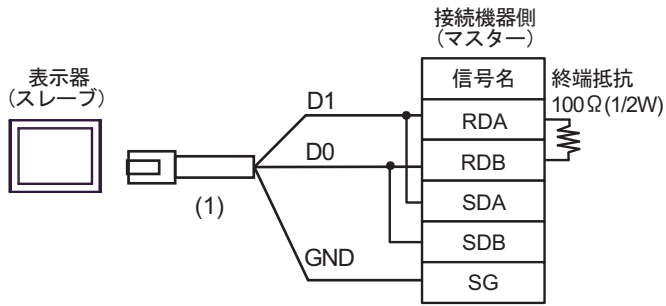 接続機器側
(マスター)
表示器
(スレーブ)
信号名
終端抵抗
100Ω(1/2W)
D1
RDA
D0
RDB
(1)
SDA
SDB
GND
SG